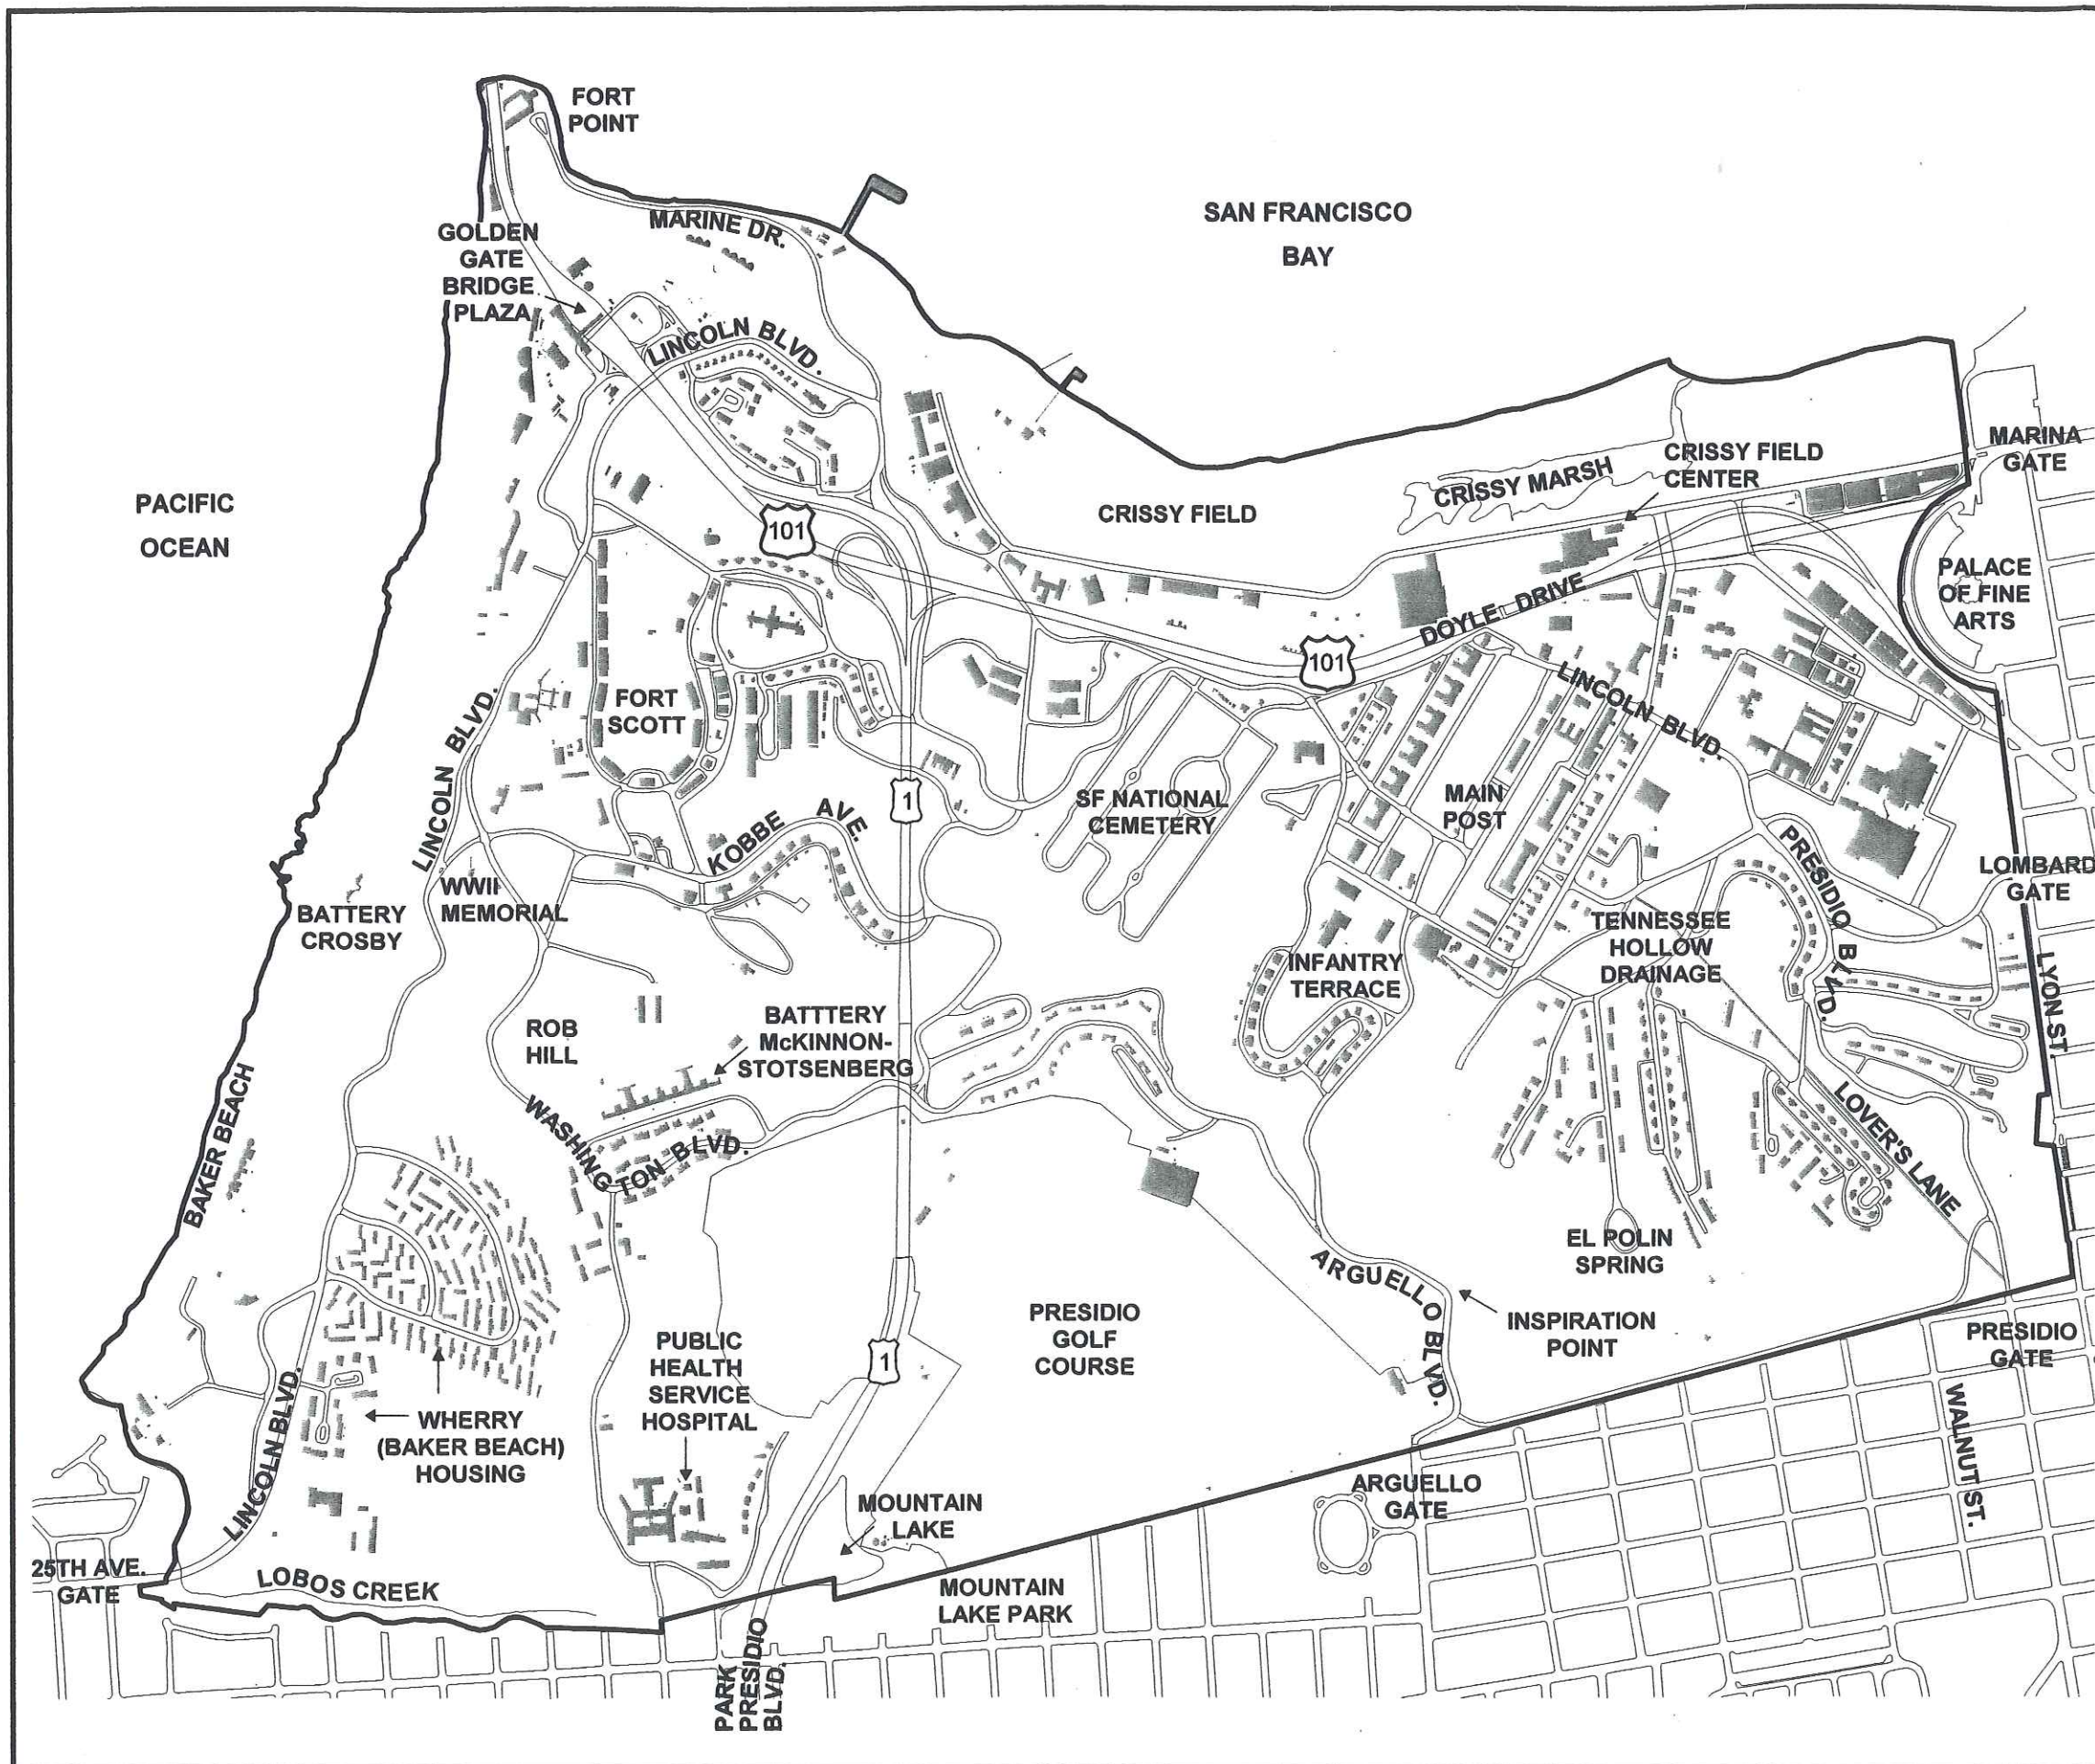 FORT
POINT
SAN FRANCISCO
BAY
MARINE DR.
GOLDEN
GATE
BRIDGE
PLAZA
LINCOLN BLVD.
MARINA
GATE
CRISSY FIELD
CENTER
CRISSY MARSH
PACIFIC
OCEAN
CRISSY FIELD
101
PALACE
OF FINE
ARTS
DOYLE DRIVE
101
LINCOLN BLVD.
FORT
SCOTT
LINCOLN BLVD.
1
SF NATIONAL
CEMETERY
MAIN
POST
KOBBE AVE.
PRESIDIO BLVD.
LOMBARD
GATE
WWII
MEMORIAL
BATTERY
CROSBY
TENNESSEE
HOLLOW
DRAINAGE
INFANTRY
TERRACE
LYON ST.
ROB
HILL
BATTTERY
McKINNON-
STOTSENBERG
BAKER BEACH
WASHINGTON BLVD.
LOVER'S LANE
EL POLIN
SPRING
ARGUELLO BLVD.
INSPIRATION
POINT
PRESIDIO
GOLF
COURSE
PRESIDIO
GATE
PUBLIC
HEALTH
SERVICE
HOSPITAL
1
WHERRY
(BAKER BEACH)
HOUSING
LINCOLN BLVD.
WALNUT ST.
ARGUELLO
GATE
MOUNTAIN
LAKE
25TH AVE.
GATE
LOBOS CREEK
MOUNTAIN
LAKE PARK
PARK
PRESIDIO
BLVD.